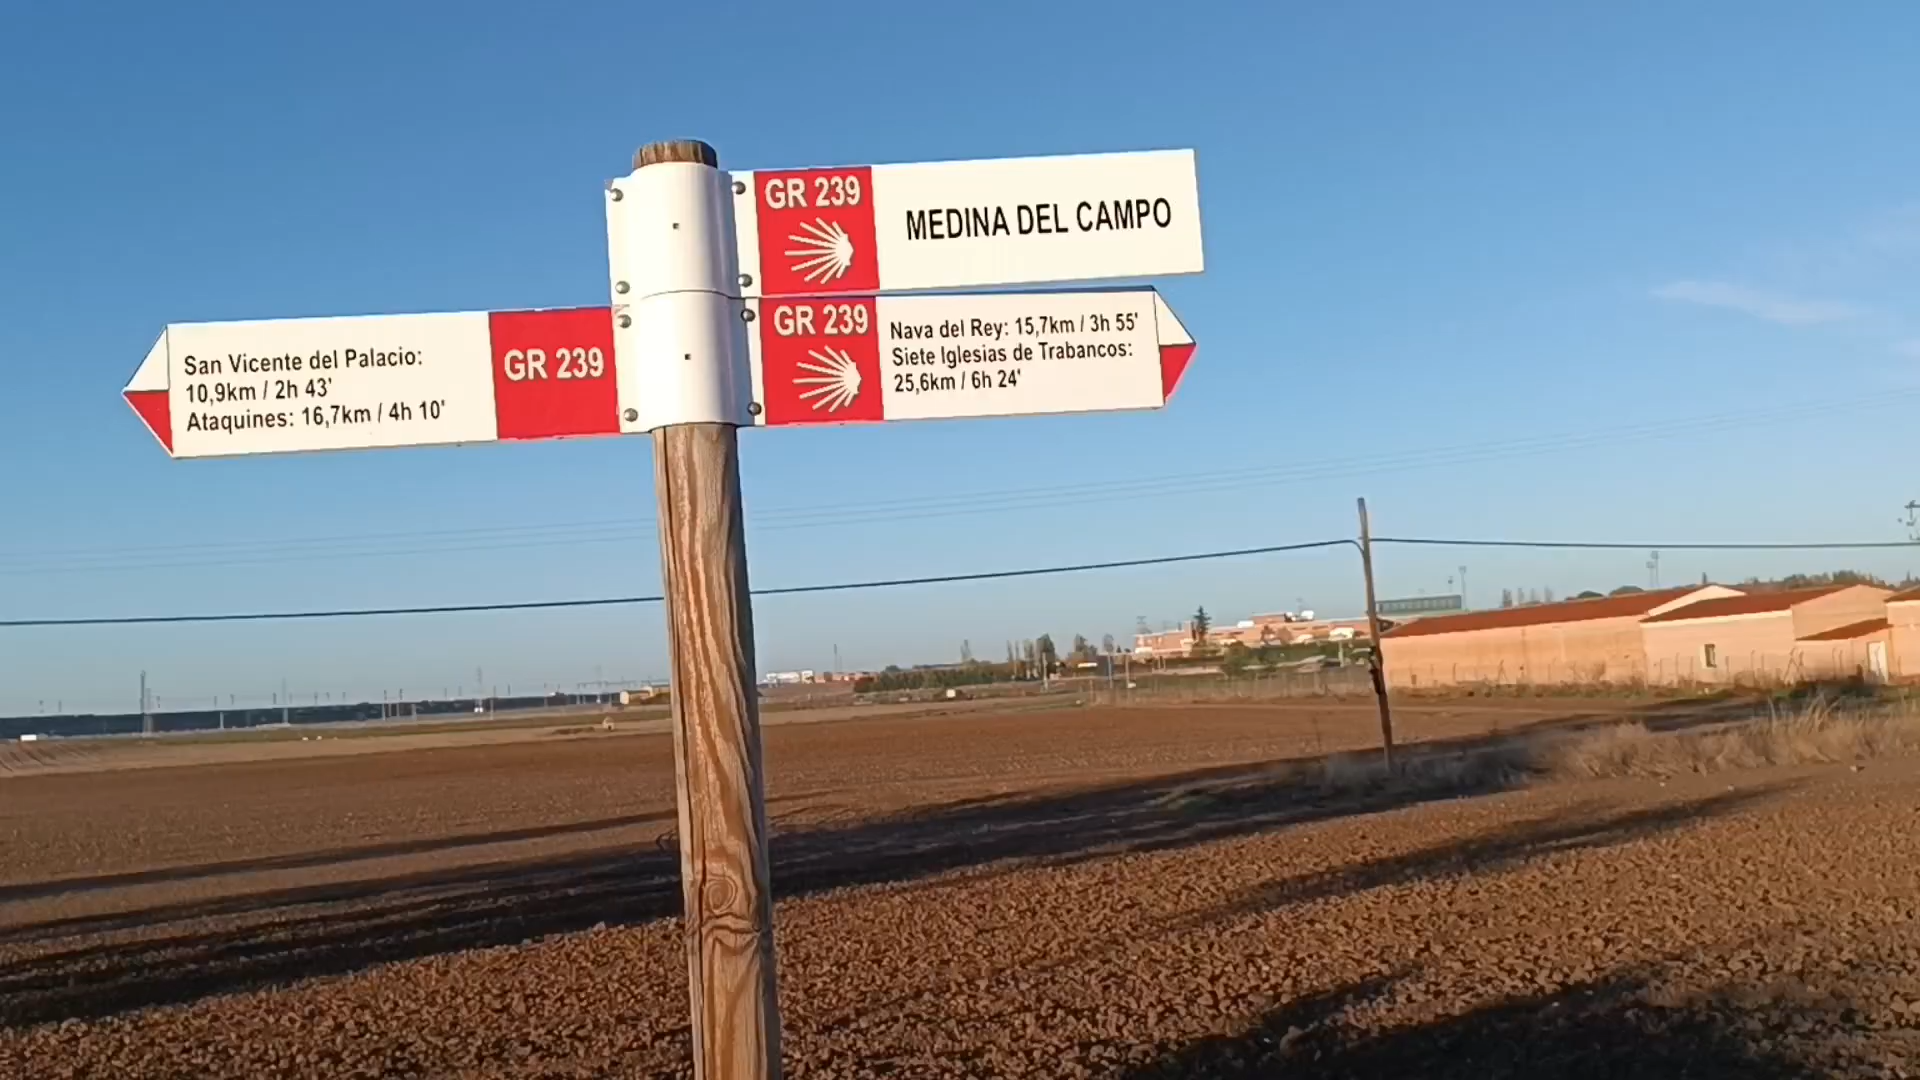 GR 239
MEDINA DEL CAMPO
San Vicente del Palacio:
10,9km / 2h 43'
Ataquines: 16,7km / 4h 10'
GR 239
GR 239
Nava del Rey: 15,7km / 3h 55'
Siete Iglesias de Trabancos:
25,6km / 6h 24'